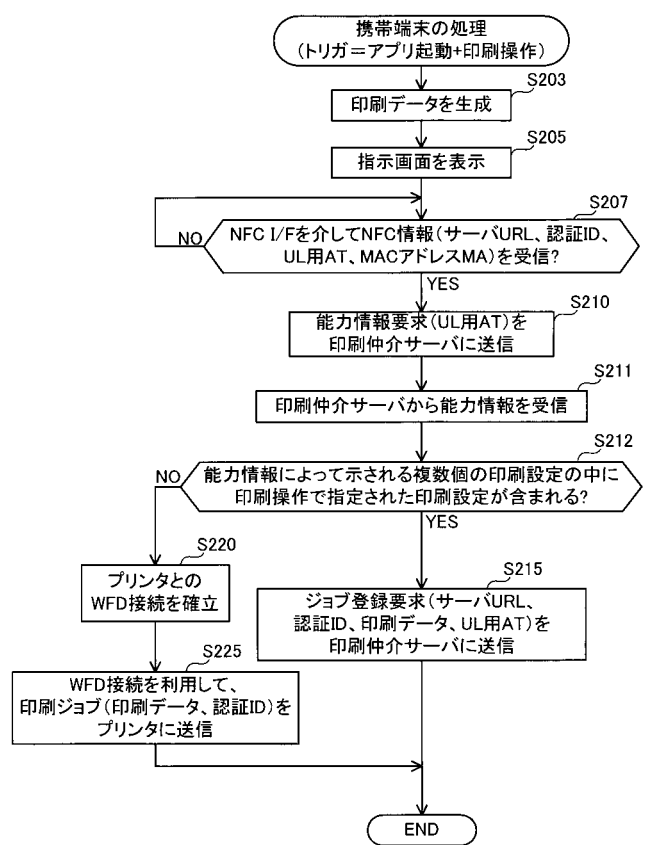 携帯端末の処理
(トリガ＝アプリ起動+印刷操作)
S203
印刷データを生成
S205
指示画面を表示
S207
NFC I/Fを介してNFC情報(サーバURL、認証ID、
UL用AT、MACアドレスMA)を受信?
NO
YES
S210
能力情報要求(UL用AT)を
印刷仲介サーバに送信
S211
印刷仲介サーバから能力情報を受信
S212
能力情報によって示される複数個の印刷設定の中に
印刷操作で指定された印刷設定が含まれる?
NO
YES
S220
プリンタとの
WFD接続を確立
S215
ジョブ登録要求(サーバURL、
認証ID、印刷データ、UL用AT)を
印刷仲介サーバに送信
S225
WFD接続を利用して、
印刷ジョブ(印刷データ、認証ID)を
プリンタに送信
END